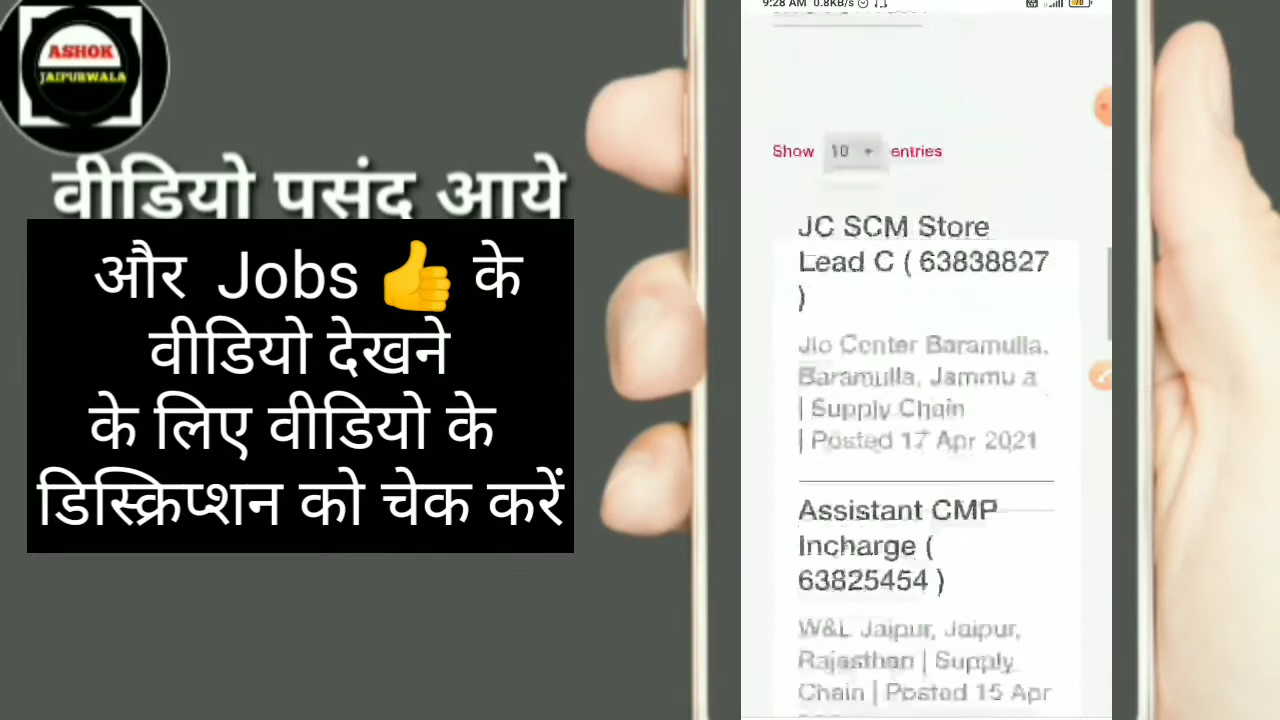 ASHOK
JAIPURWALA
वीडियो पसंद आये
और Jobs 👍 के
वीडियो देखने
के लिए वीडियो के
डिस्क्रिप्शन को चेक करें
9:28 AM 0.8KB/s
Show 10 entries
JC SCM Store
Lead C ( 63838827
)
Jio Center Baramulla,
Baramulla, Jammu a
| Supply Chain
| Posted 17 Apr 2021
Assistant CMP
Incharge (
63825454 )
W&L Jaipur, Jaipur,
Rajasthan | Supply
Chain | Posted 15 Apr